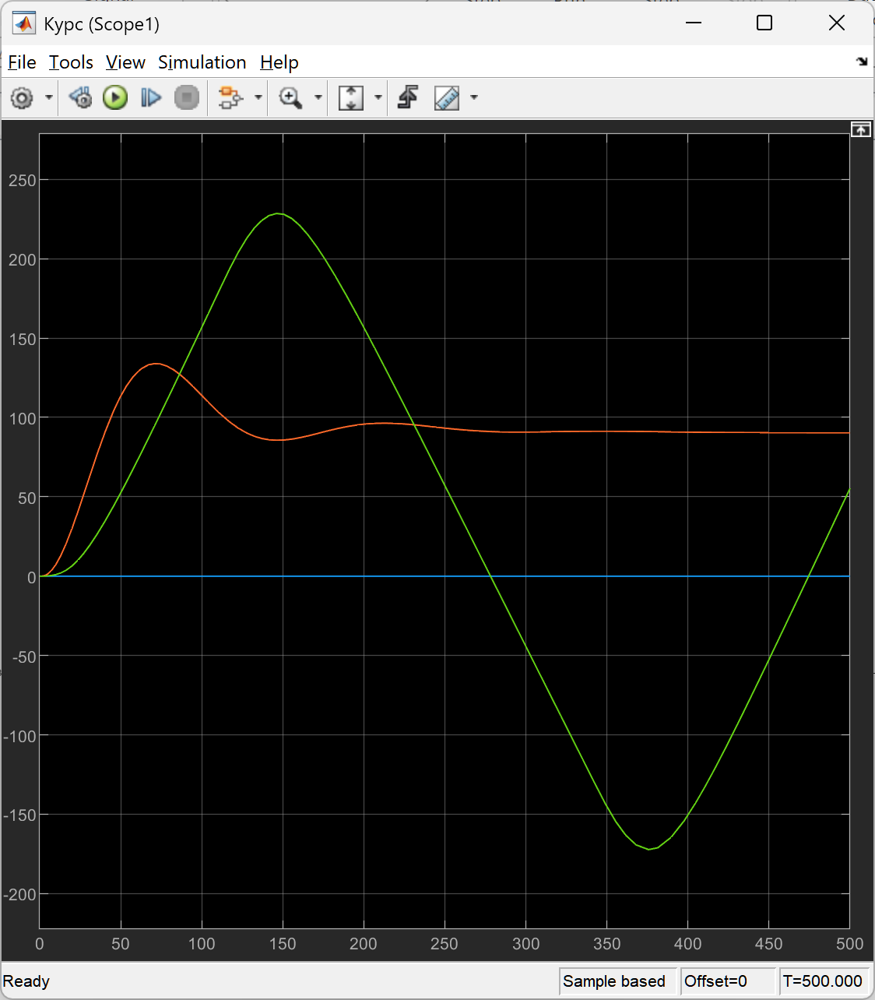 Курс (Scope1)
File Tools View Simulation Help
250
200
150
100
50
0
-50
-100
-150
-200
0 50 100 150 200 250 300 350 400 450 500
Ready Sample based Offset=0 T=500.000